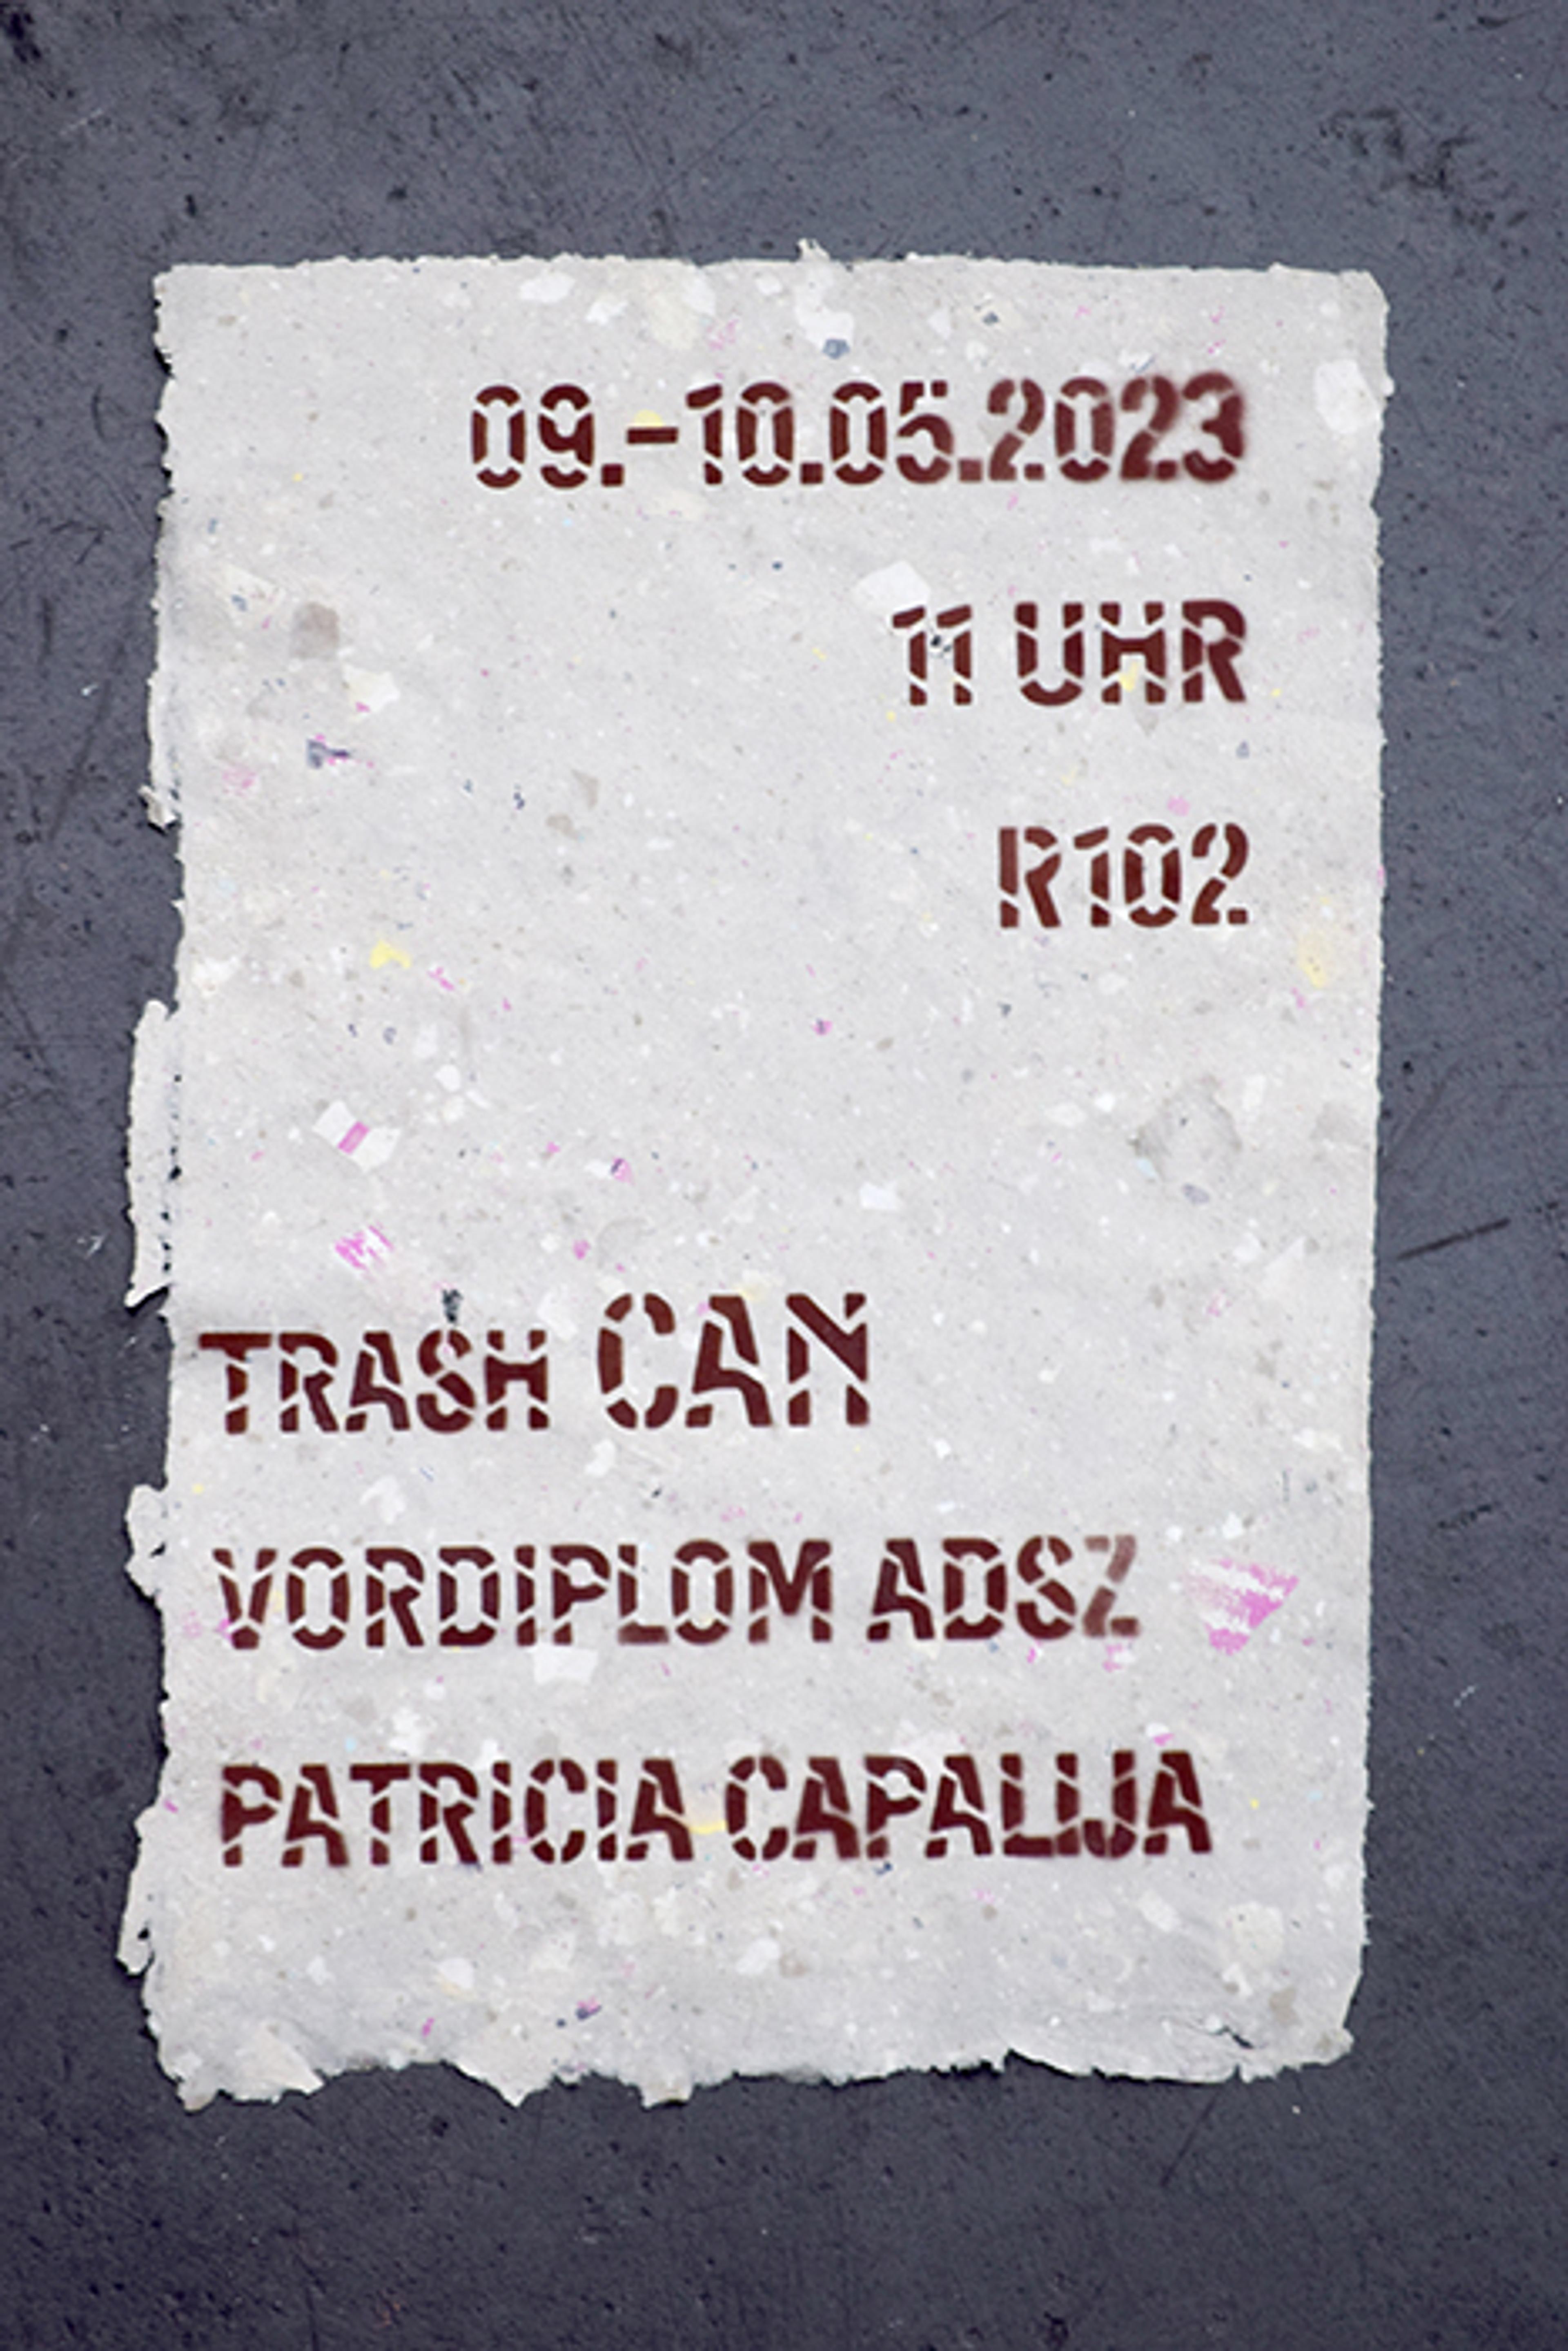 09.-10.05.2023
11 UHR
R102
TRASH CAN
VORDIPLOM ADSZ
PATRICIA CAPALIJA